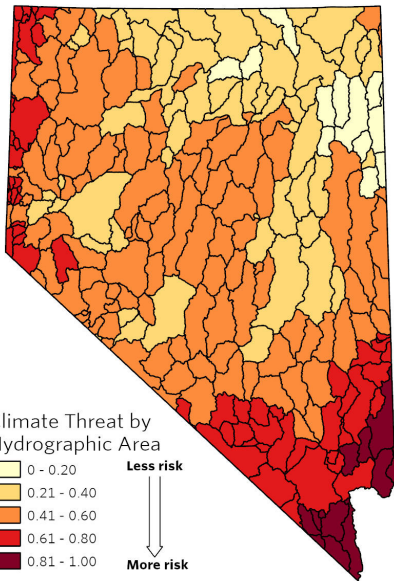 limate Threat by
ydrographic Area
0 - 0.20
0.21 - 0.40
0.41 - 0.60
0.61 - 0.80
0.81 - 1.00
Less risk
More risk